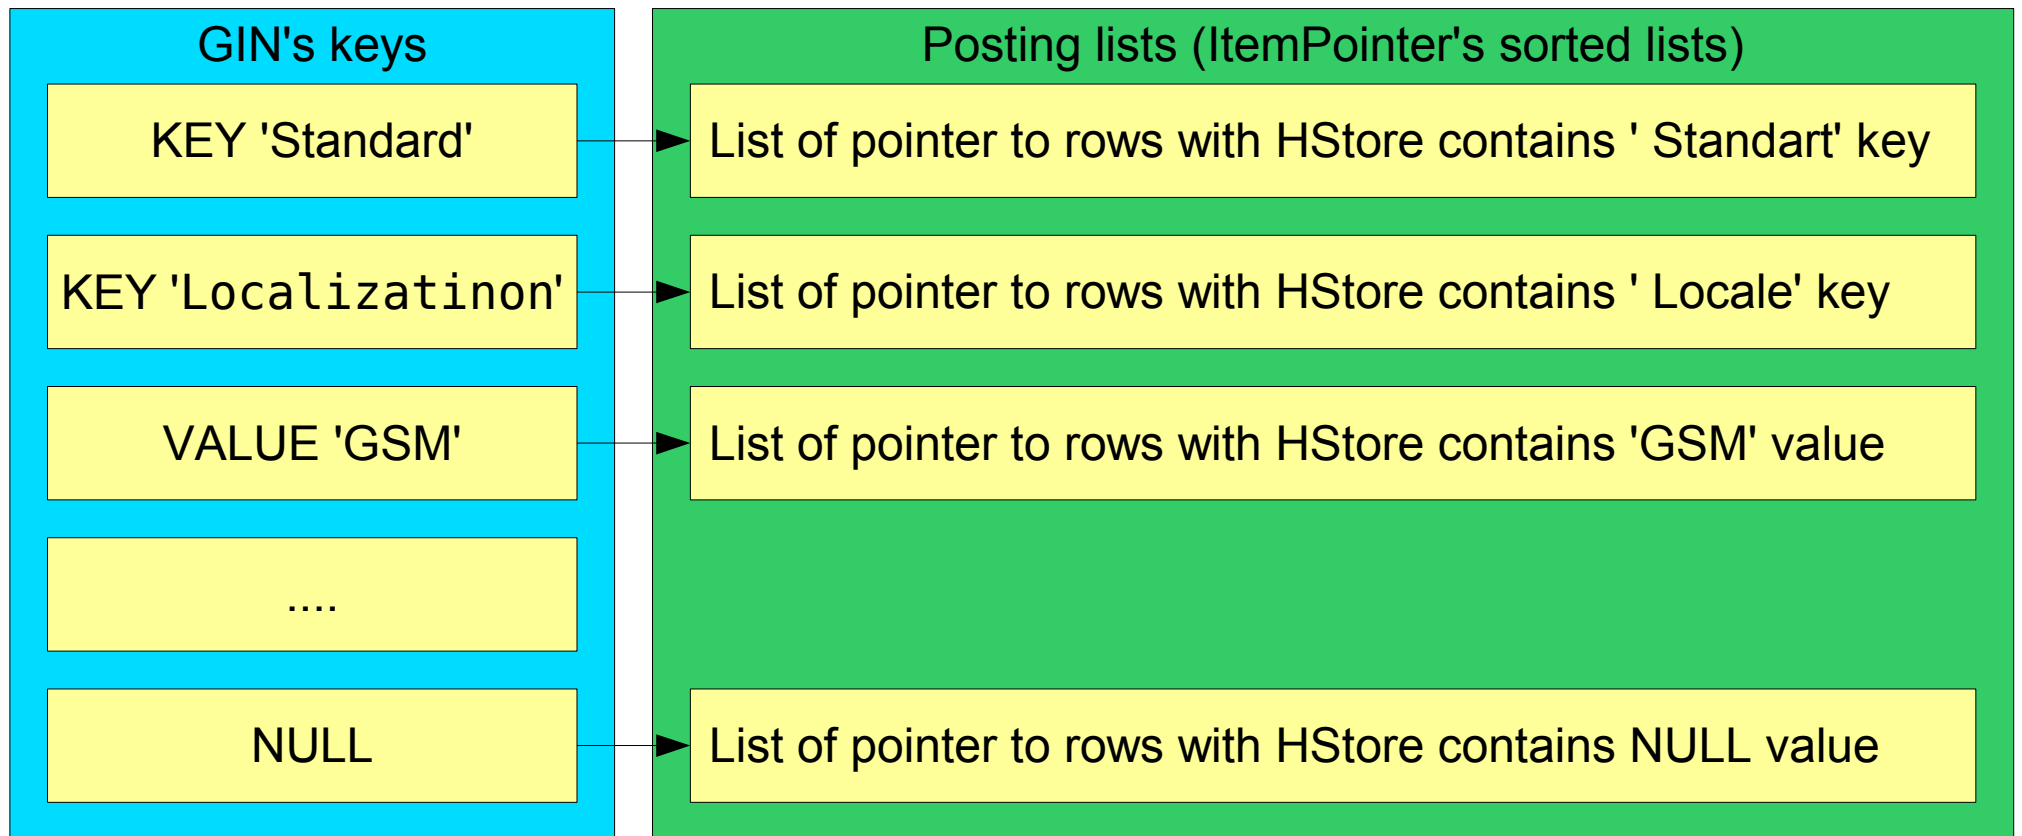 GIN's keys
Posting lists (ItemPointer's sorted lists)
KEY 'Standard'
List of pointer to rows with HStore contains ' Standart' key
KEY 'Localizatinon'
List of pointer to rows with HStore contains ' Locale' key
VALUE 'GSM'
List of pointer to rows with HStore contains 'GSM' value
....
NULL
List of pointer to rows with HStore contains NULL value